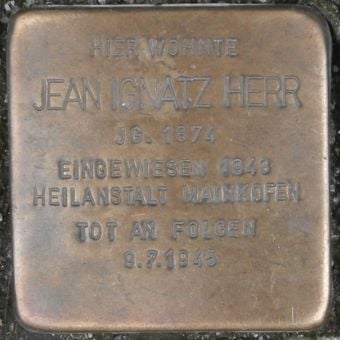 HIER WOHNTE
JEAN IGNATZ HERR
JG. 1874
EINGEWIESEN 1943
HEILANSTALT MAINKOFEN
TOT AN FOLGEN
9.7.1945